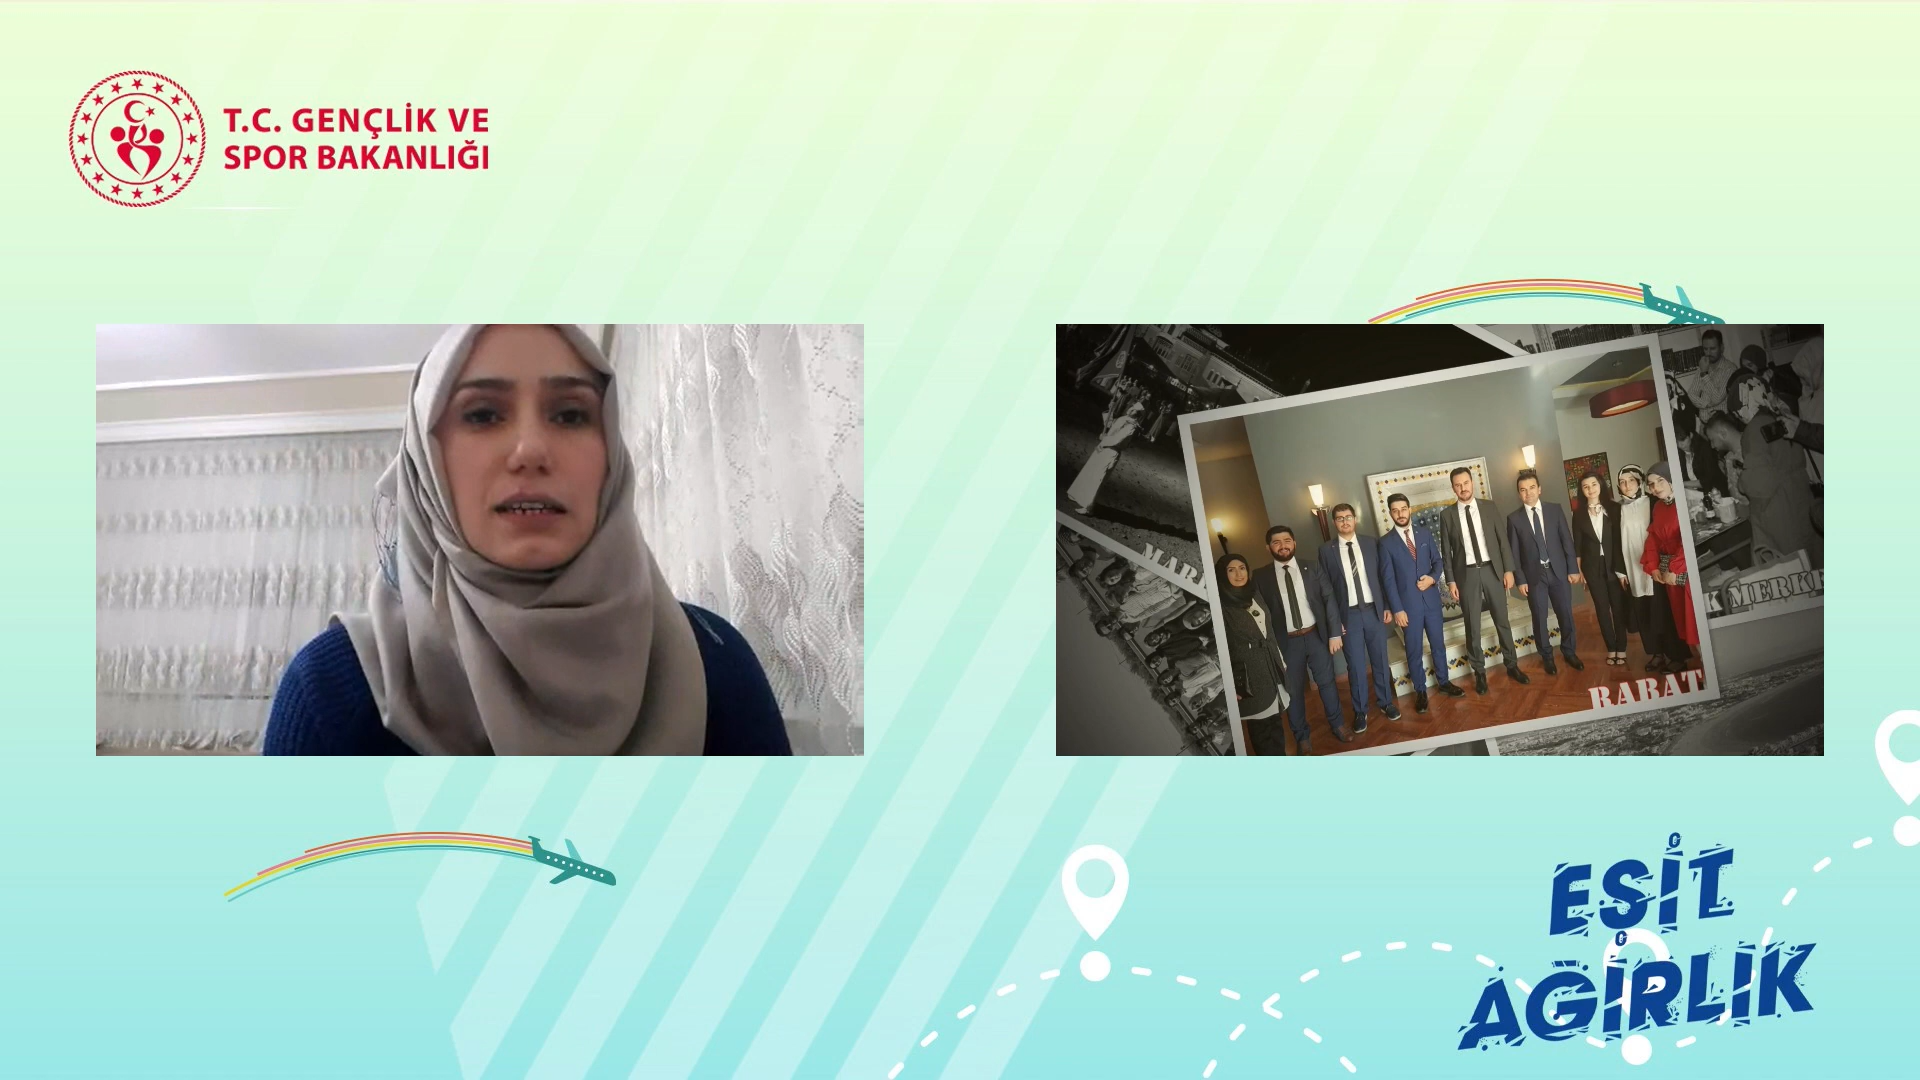 T.C. GENÇLİK VE
SPOR BAKANLIĞI
RABAT
EŞİT
AĞIRLIK